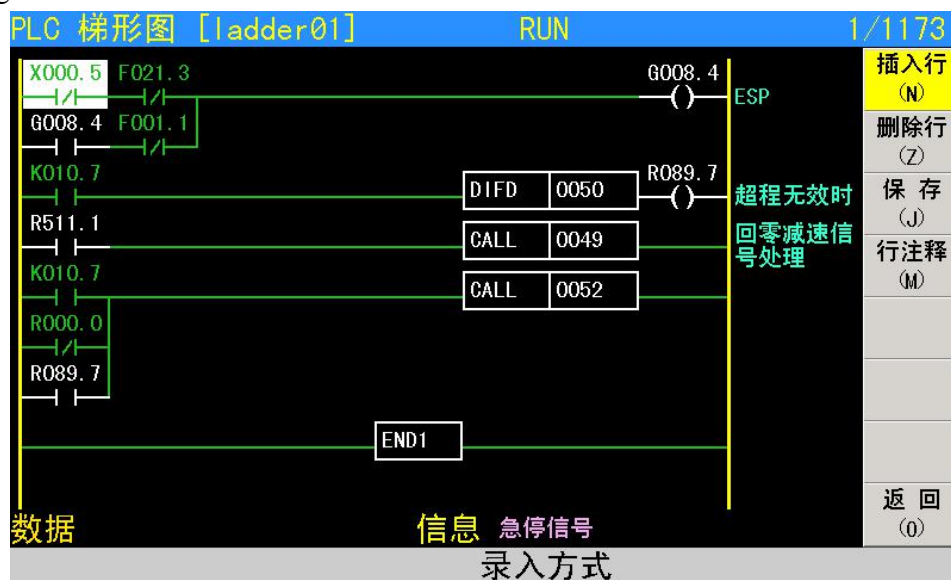 PLC 梯形图 [ladder01] RUN 1/1173
X000.5 F021.3 G008.4
ESP
G008.4 F001.1
K010.7 DIFD 0050 R089.7
超程无效时
R511.1 CALL 0049
回零减速信
号处理
K010.7 CALL 0052
R000.0
R089.7
END1
数据 信息 急停信号
录入方式
插入行
(N)
删除行
(Z)
保 存
(J)
行注释
(M)
返 回
(O)